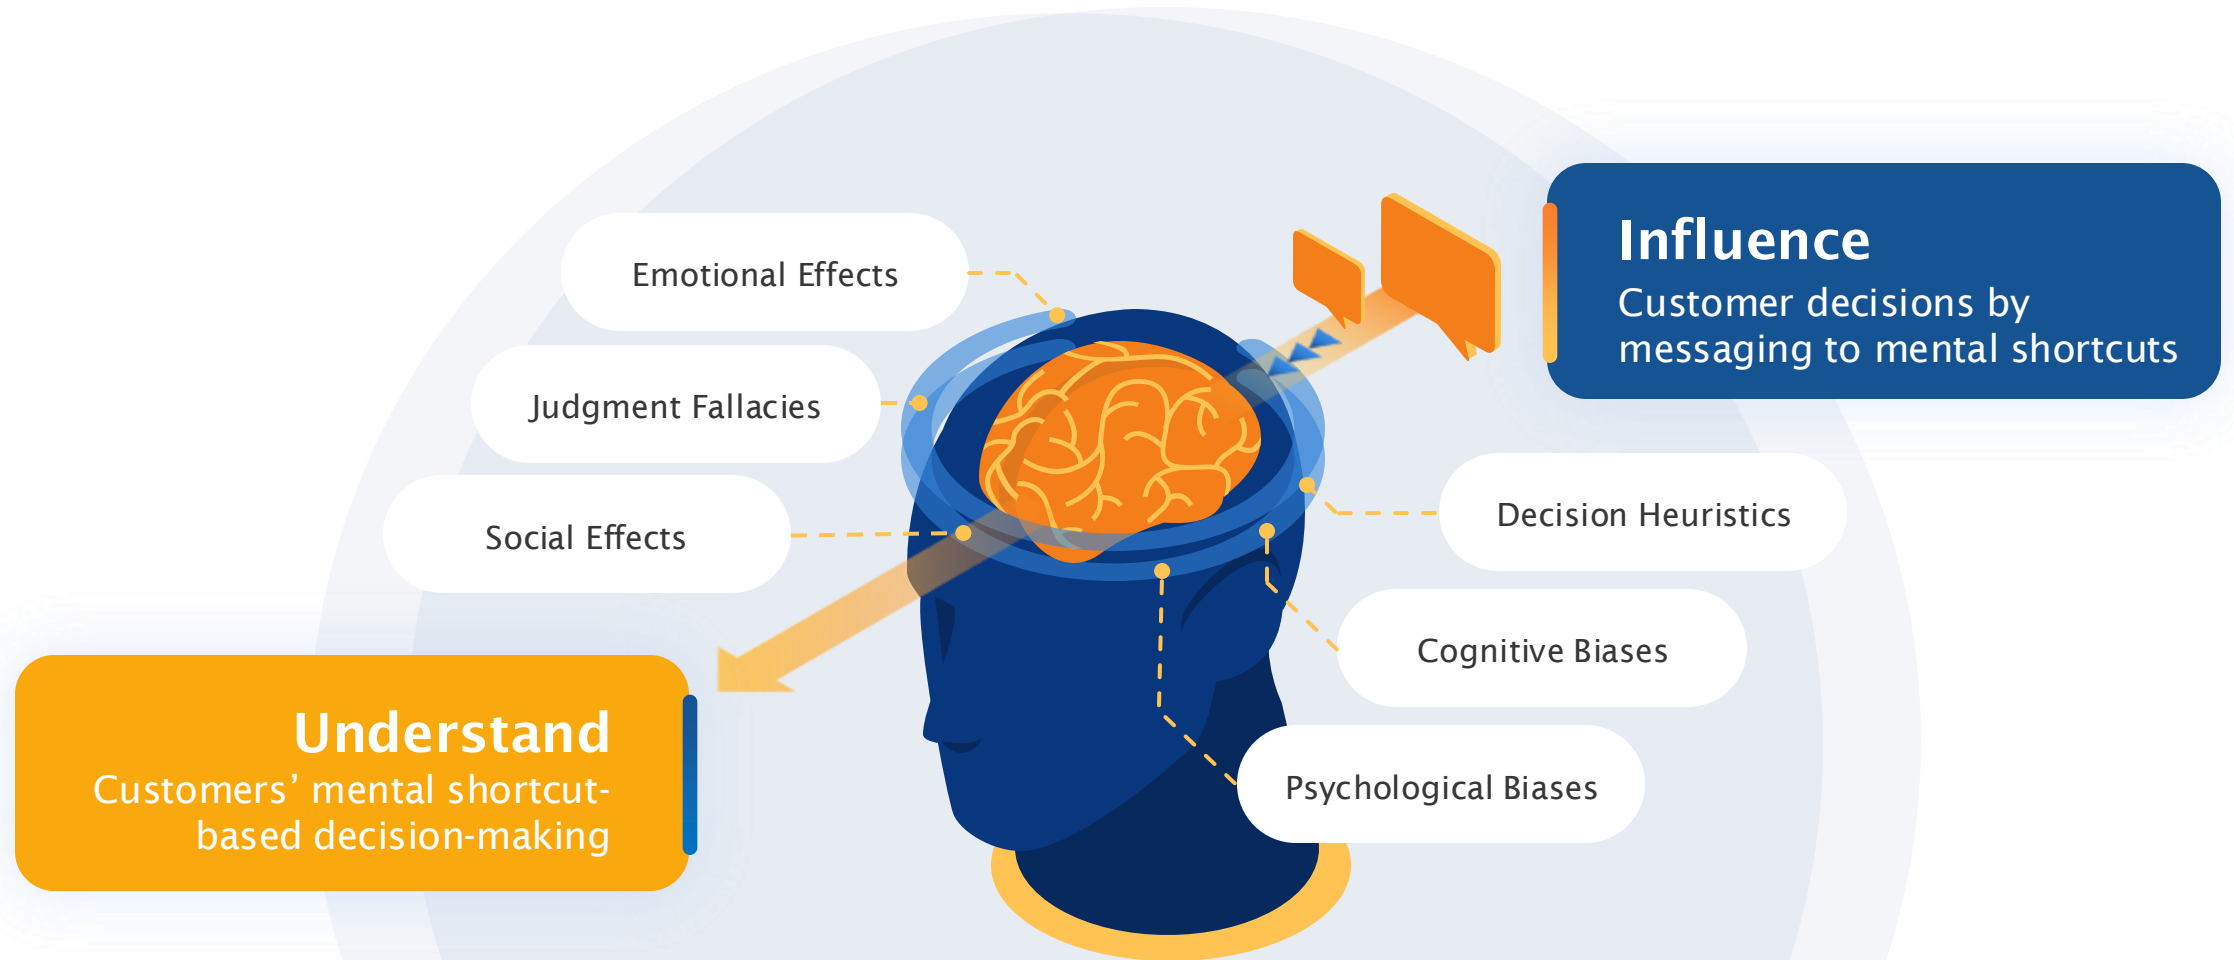 Influence
Customer decisions by
messaging to mental shortcuts
Emotional Effects
Judgment Fallacies
Social Effects
Decision Heuristics
Cognitive Biases
Psychological Biases
Understand
Customers’ mental shortcut-
based decision-making